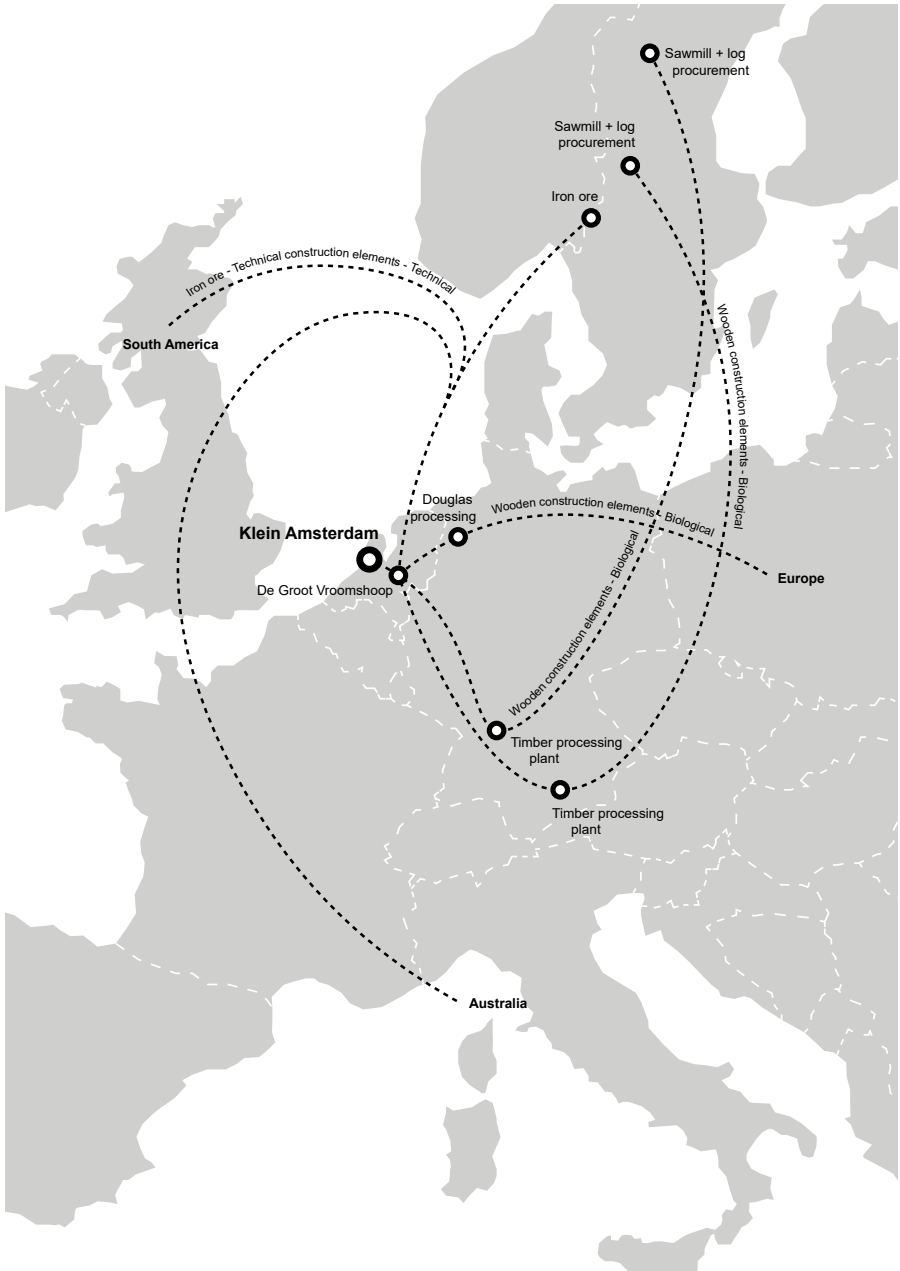 Sawmill + log
procurement
Sawmill + log
procurement
Iron ore
Iron ore - Technical construction elements - Technical
South America
Wooden construction elements - Biological
Douglas
processing
Wooden construction elements - Biological
Klein Amsterdam
De Groot Vroomshoop
Europe
Wooden construction elements - Biological
Timber processing
plant
Timber processing
plant
Australia